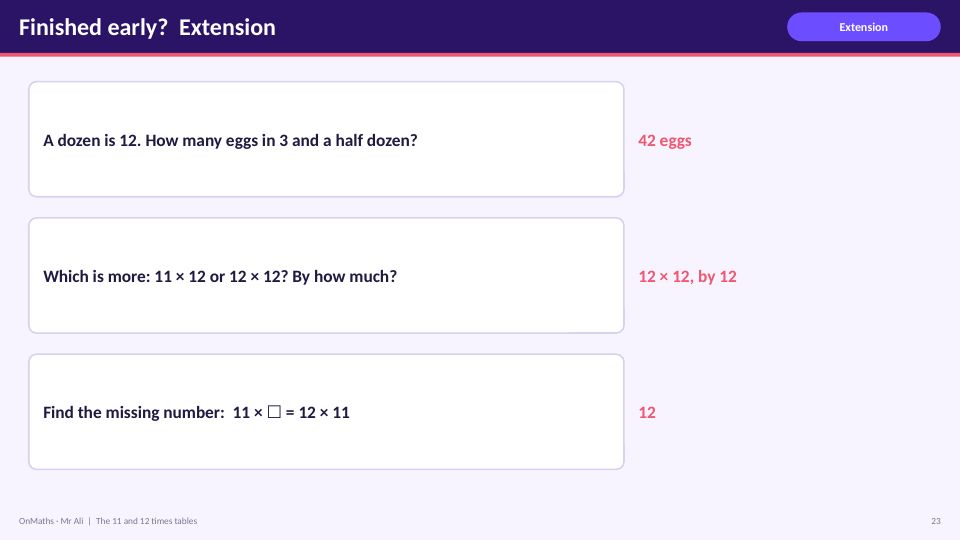 Finished early?  Extension
Extension
A dozen is 12. How many eggs in 3 and a half dozen?
42 eggs
Which is more: 11 × 12 or 12 × 12? By how much?
12 × 12, by 12
Find the missing number:  11 × ☐ = 12 × 11
12
OnMaths - Mr Ali  |  The 11 and 12 times tables
23